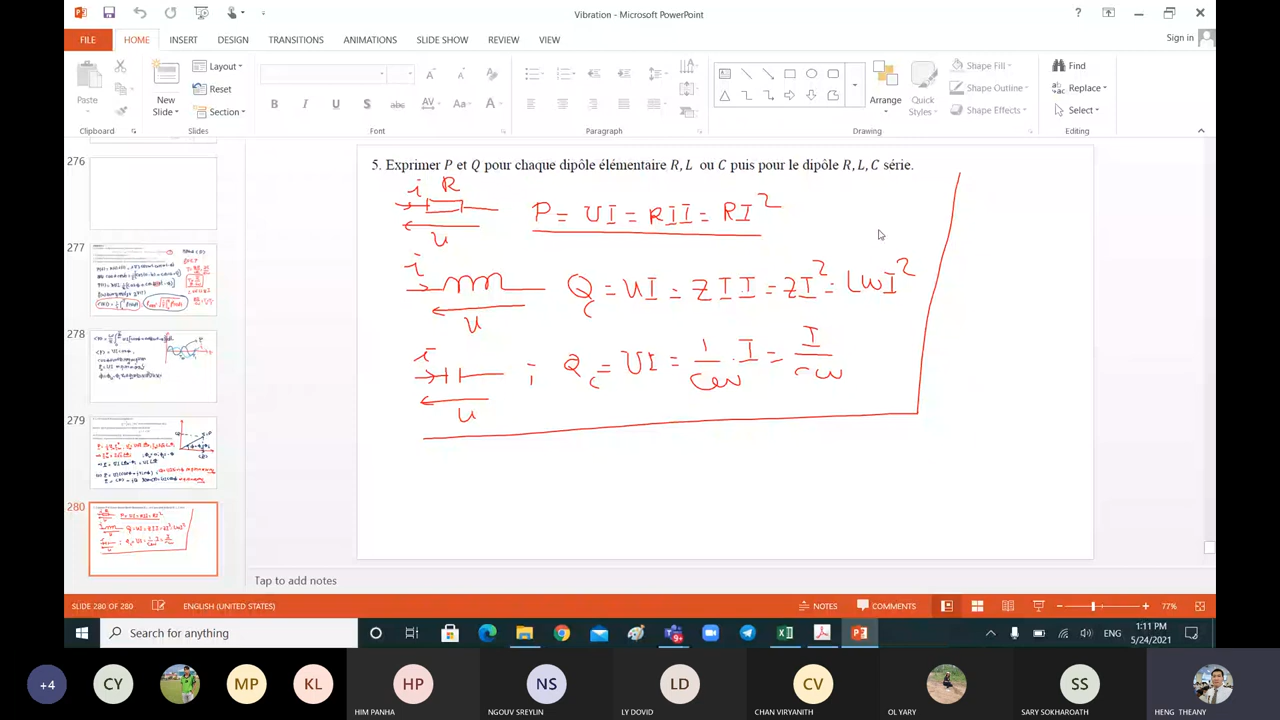 Vibration - Microsoft PowerPoint
Sign in
FILE HOME INSERT DESIGN TRANSITIONS ANIMATIONS SLIDE SHOW REVIEW VIEW
Paste
New Slide
Layout
Reset
Section
Arrange
Quick Styles
Shape Fill
Shape Outline
Shape Effects
Find
Replace
Select
Clipboard Slides Font Paragraph Drawing Editing
276
277
278
279
280
5. Exprimer P et Q pour chaque dipôle élémentaire R, L ou C puis pour le dipôle R, L, C série.
i R
P = UI = RII = RI²
U
i
Q_C = UI = ZII = ZI² = LωI²
U
i
; Q_C = UI = 1/Cω · I = I/Cω
U
Tap to add notes
SLIDE 280 OF 280 ENGLISH (UNITED STATES) NOTES COMMENTS 77%
Search for anything
ENG
1:11 PM
5/24/2021
+4 CY MP KL HP NS LD CV SS
HIM PANHA NGOUV SREYLIN LY DOVID CHAN VIRYANITH OL YARY SARY SOKHAROATH HENG THEANY